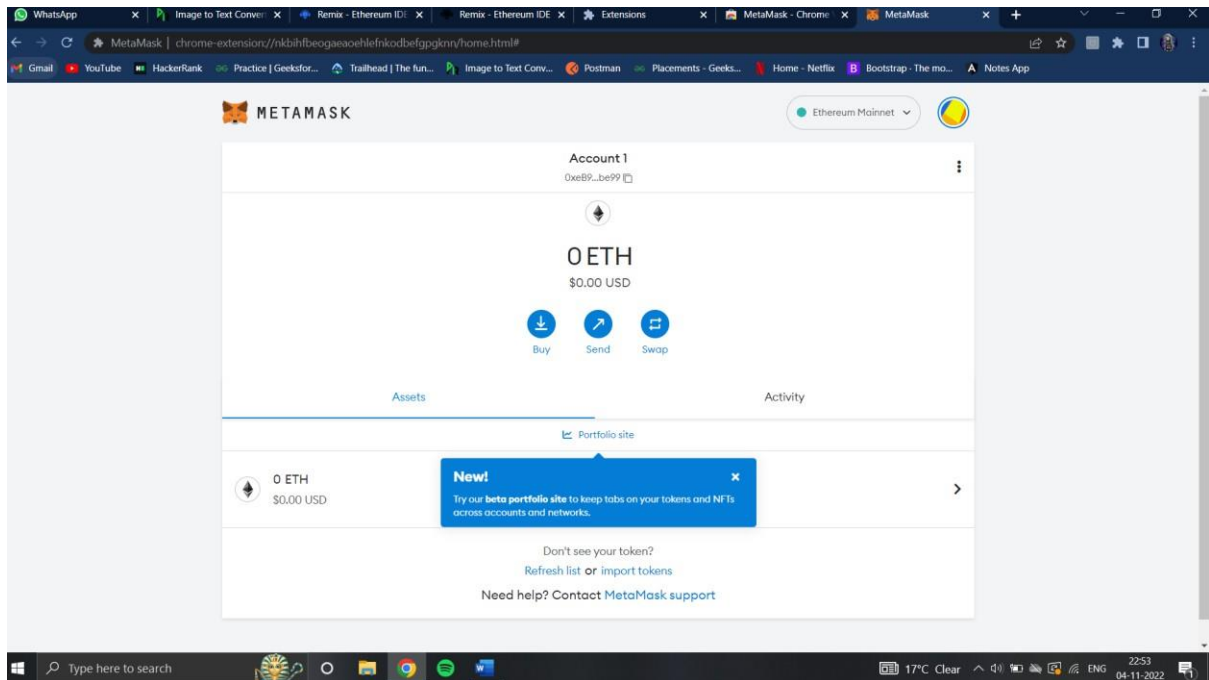 WhatsApp
Image to Text Conver
Remix - Ethereum IDE
Remix - Ethereum IDE
Extensions
MetaMask - Chrome
MetaMask
MetaMask | chrome-extension://nkbihfbeogaeaoehlefnkodbefgpgknn/home.html#
Gmail YouTube HackerRank Practice | Geeksfor... Trailhead | The fun... Image to Text Conv... Postman Placements - Geeks... Home - Netflix Bootstrap · The mo... Notes App
METAMASK
Ethereum Mainnet
Account 1
0xeB9...be99
0 ETH
$0.00 USD
Buy Send Swap
Assets Activity
Portfolio site
0 ETH
$0.00 USD
New!
Try our beta portfolio site to keep tabs on your tokens and NFTs
across accounts and networks.
Don't see your token?
Refresh list or import tokens
Need help? Contact MetaMask support
Type here to search
17°C Clear
ENG
22:53
04-11-2022